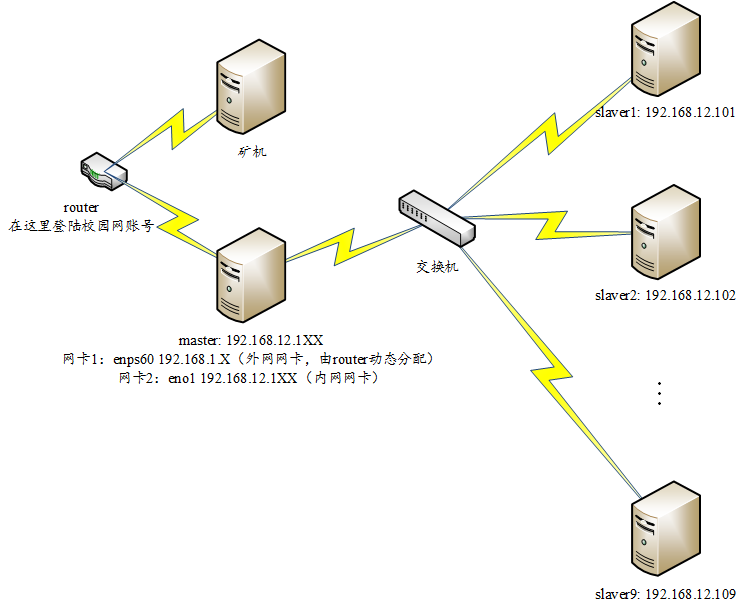 slaver1: 192.168.12.101
矿机
router
在这里登陆校园网账号
slaver2: 192.168.12.102
交换机
master: 192.168.12.1XX
网卡1：enps60 192.168.1.X（外网网卡，由router动态分配）
网卡2：eno1 192.168.12.1XX（内网网卡）
slaver9: 192.168.12.109